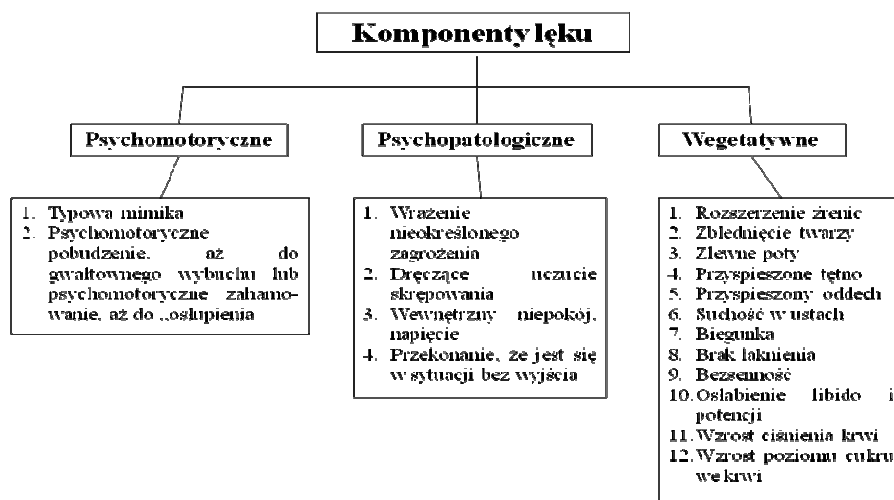 Komponenty lęku
Psychomotoryczne
1. Typowa mimika
2. Psychomotoryczne
pobudzenie, aż do
gwałtownego wybuchu lub
psychomotoryczne zahamo-
wanie, aż do „osłupienia
Psychopatologiczne
1. Wrażenie
nieokreślonego
zagrożenia
2. Dręczące uczucie
skrępowania
3. Wewnętrzny niepokój,
napięcie
4. Przekonanie, że jest się
w sytuacji bez wyjścia
Wegetatywne
1. Rozszerzenie źrenic
2. Zblednięcie twarzy
3. Zlewne poty
4. Przyspieszone tętno
5. Przyspieszony oddech
6. Suchość w ustach
7. Biegunka
8. Brak łaknienia
9. Bezsenność
10. Osłabienie libido i
potencji
11. Wzrost ciśnienia krwi
12. Wzrost poziomu cukru
we krwi